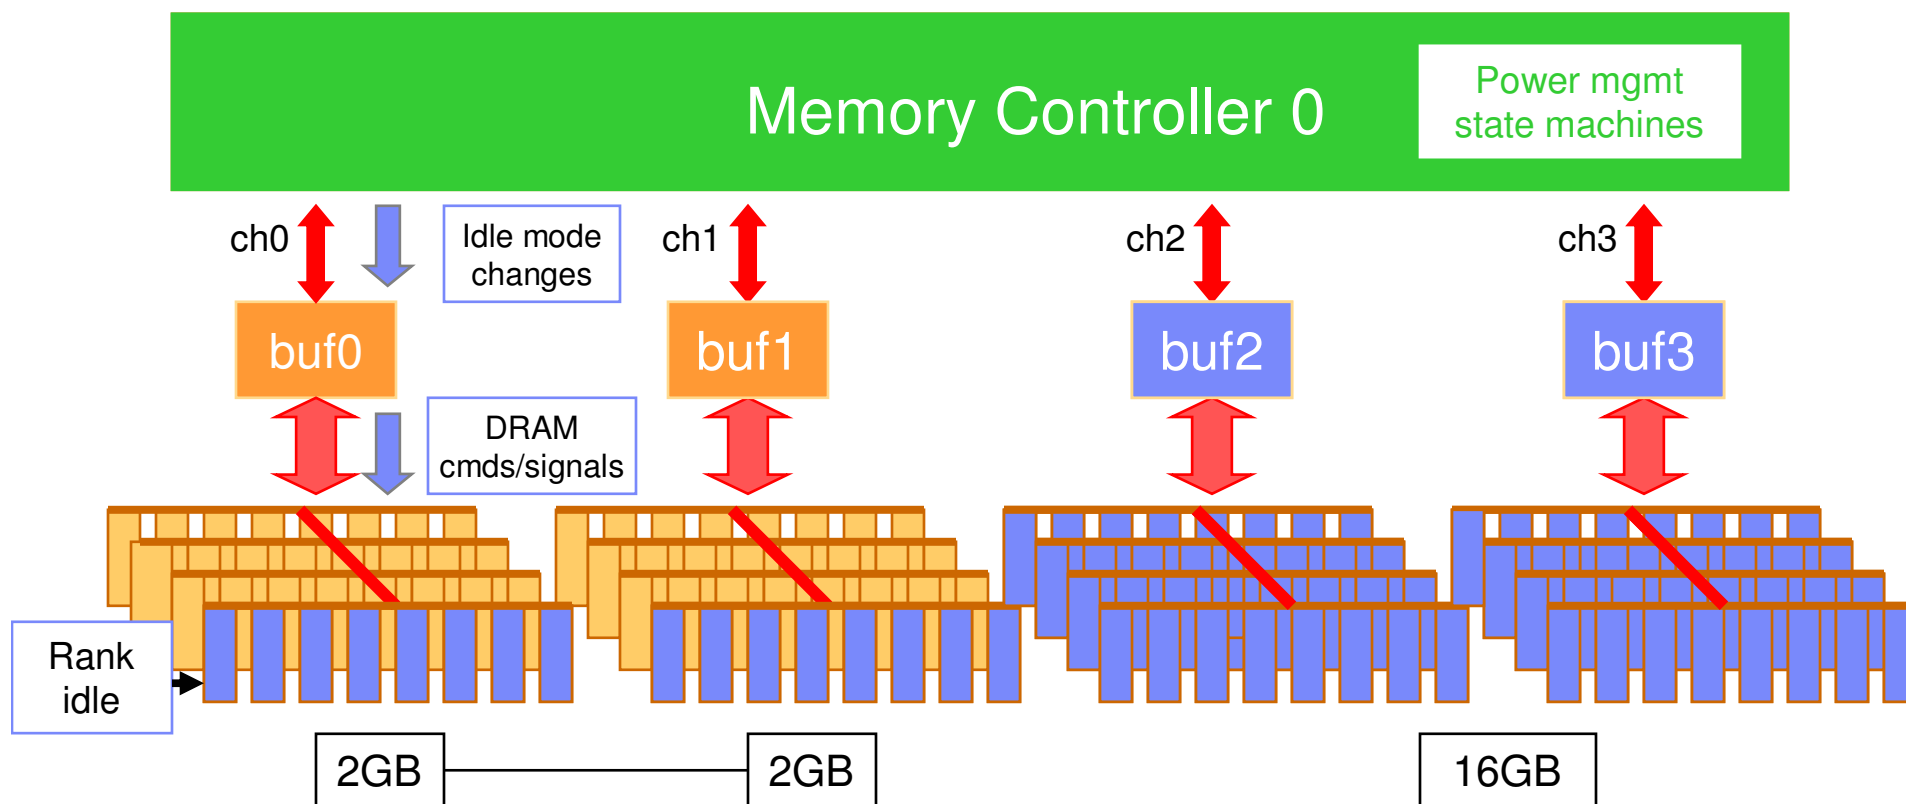 Memory Controller 0
Power mgmt
state machines
ch0
Idle mode
changes
ch1
ch2
ch3
buf0
buf1
buf2
buf3
DRAM
cmds/signals
Rank
idle
2GB
2GB
16GB